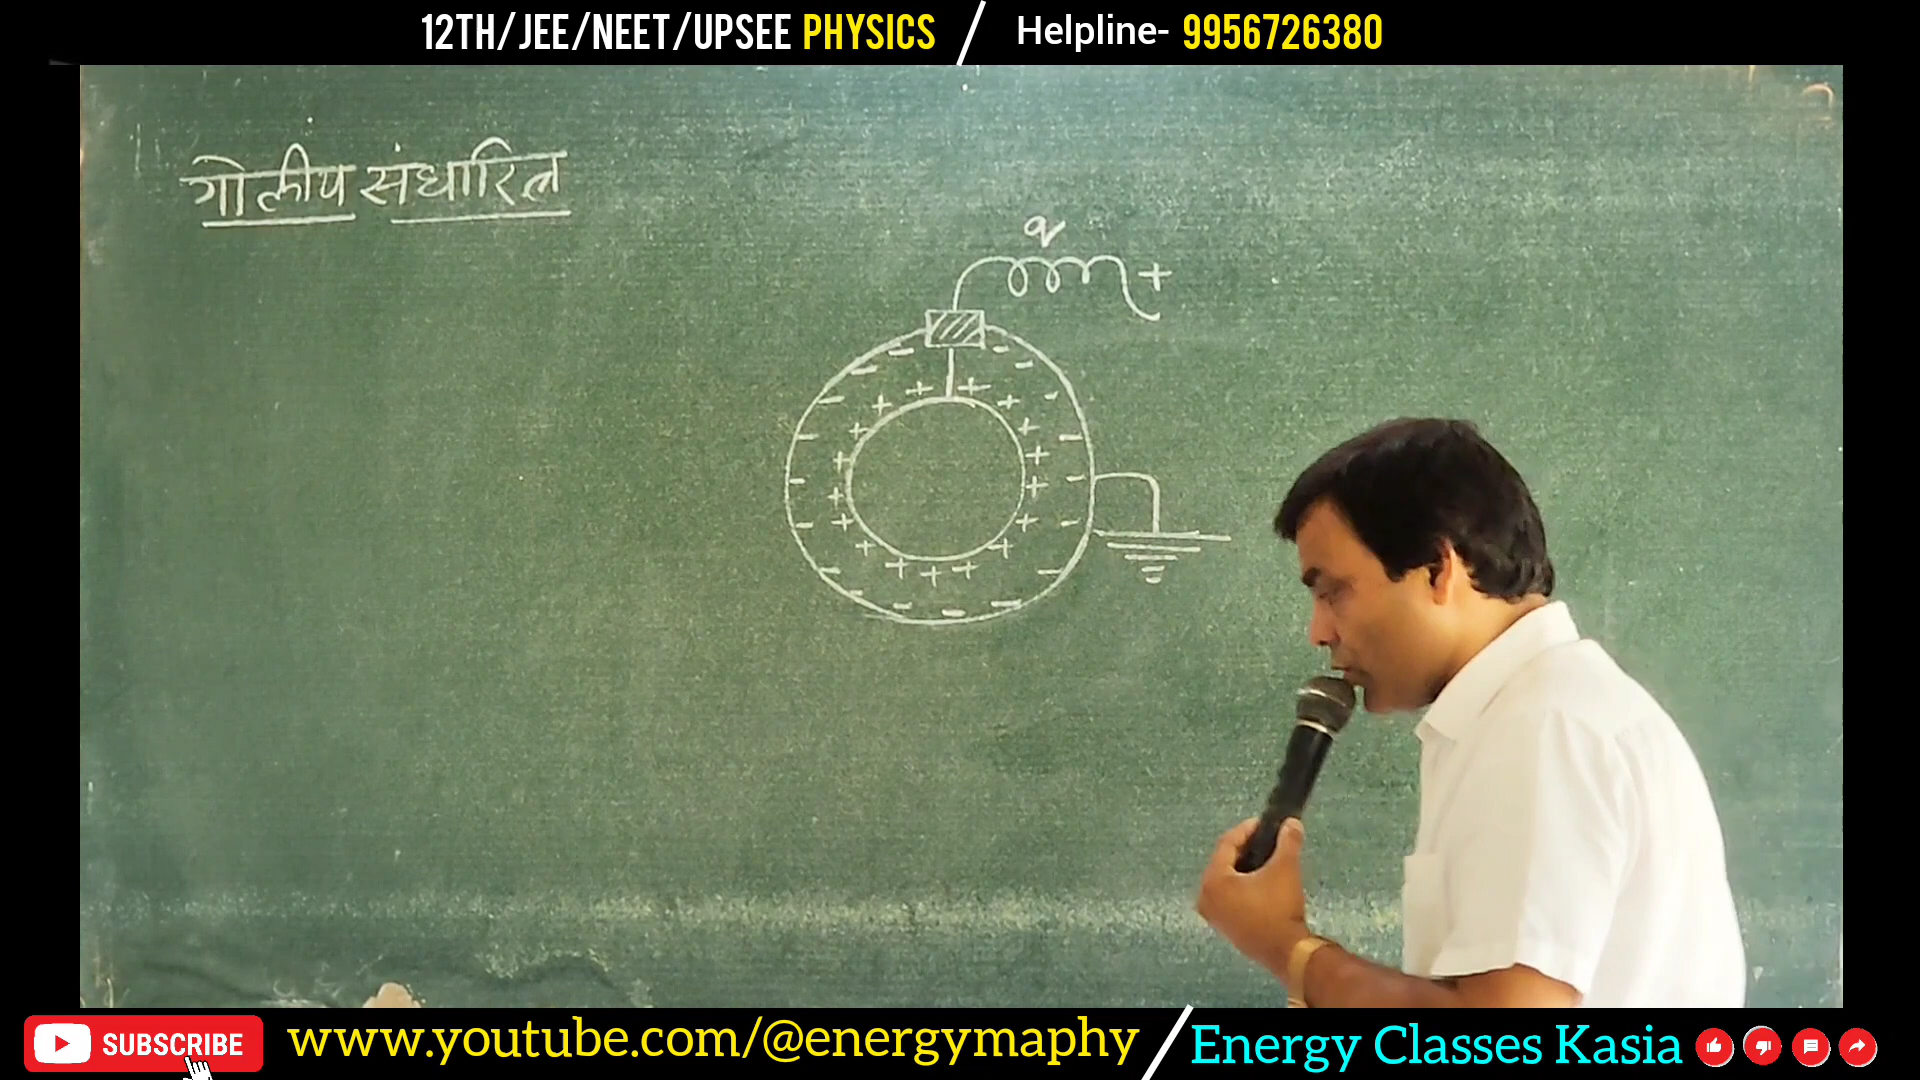 12TH/JEE/NEET/UPSEE PHYSICS / Helpline- 9956726380
गोलीय संधारित्र
q
+
- - - -
+ + + + + +
SUBSCRIBE www.youtube.com/@energymaphy / Energy Classes Kasia